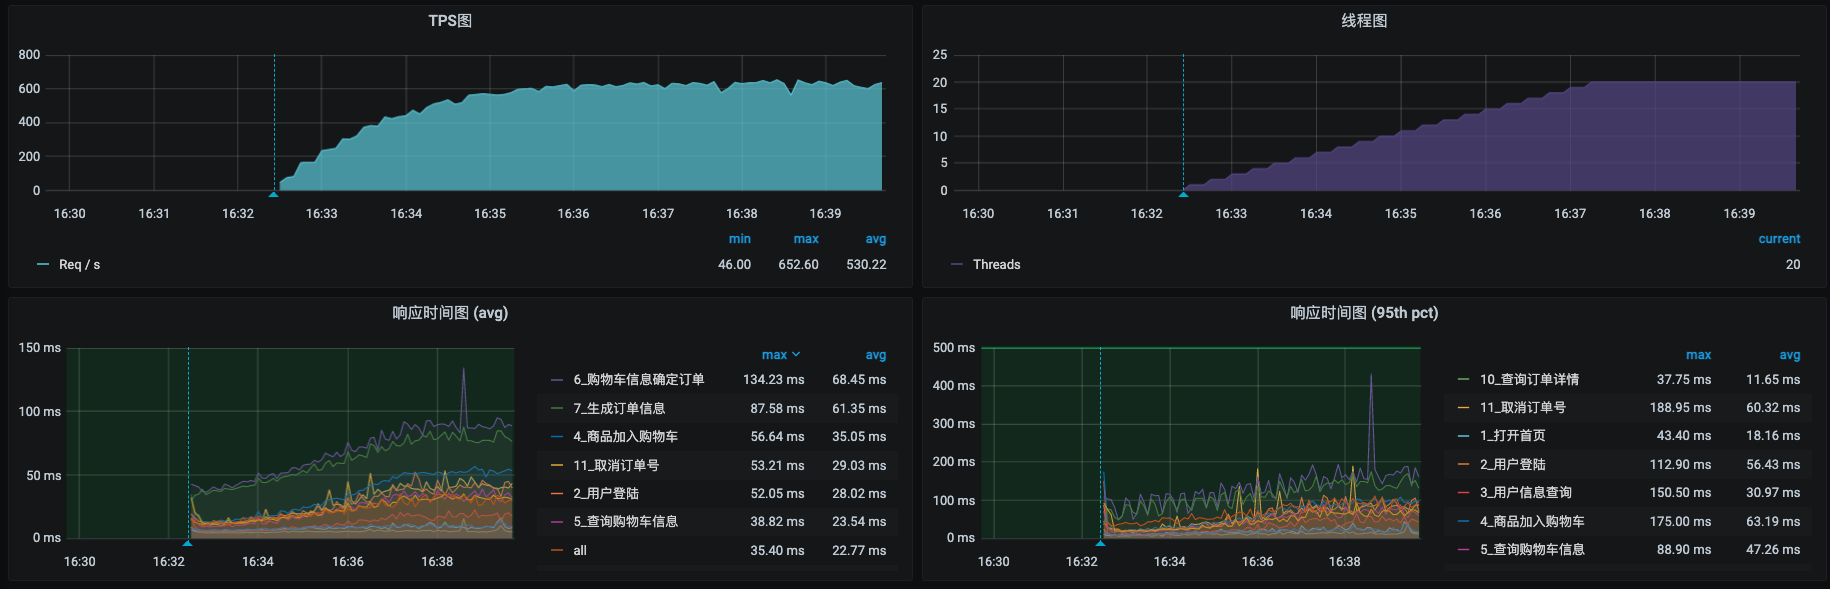 TPS图
800
600
400
200
0
16:30 16:31 16:32 16:33 16:34 16:35 16:36 16:37 16:38 16:39
min max avg
Req / s 46.00 652.60 530.22
线程图
25
20
15
10
5
0
16:30 16:31 16:32 16:33 16:34 16:35 16:36 16:37 16:38 16:39
current
Threads 20
响应时间图 (avg)
150 ms
100 ms
50 ms
0 ms
16:30 16:32 16:34 16:36 16:38
max avg
6_购物车信息确定订单 134.23 ms 68.45 ms
7_生成订单信息 87.58 ms 61.35 ms
4_商品加入购物车 56.64 ms 35.05 ms
11_取消订单号 53.21 ms 29.03 ms
2_用户登陆 52.05 ms 28.02 ms
5_查询购物车信息 38.82 ms 23.54 ms
all 35.40 ms 22.77 ms
响应时间图 (95th pct)
500 ms
400 ms
300 ms
200 ms
100 ms
0 ms
16:30 16:32 16:34 16:36 16:38
max avg
10_查询订单详情 37.75 ms 11.65 ms
11_取消订单号 188.95 ms 60.32 ms
1_打开首页 43.40 ms 18.16 ms
2_用户登陆 112.90 ms 56.43 ms
3_用户信息查询 150.50 ms 30.97 ms
4_商品加入购物车 175.00 ms 63.19 ms
5_查询购物车信息 88.90 ms 47.26 ms